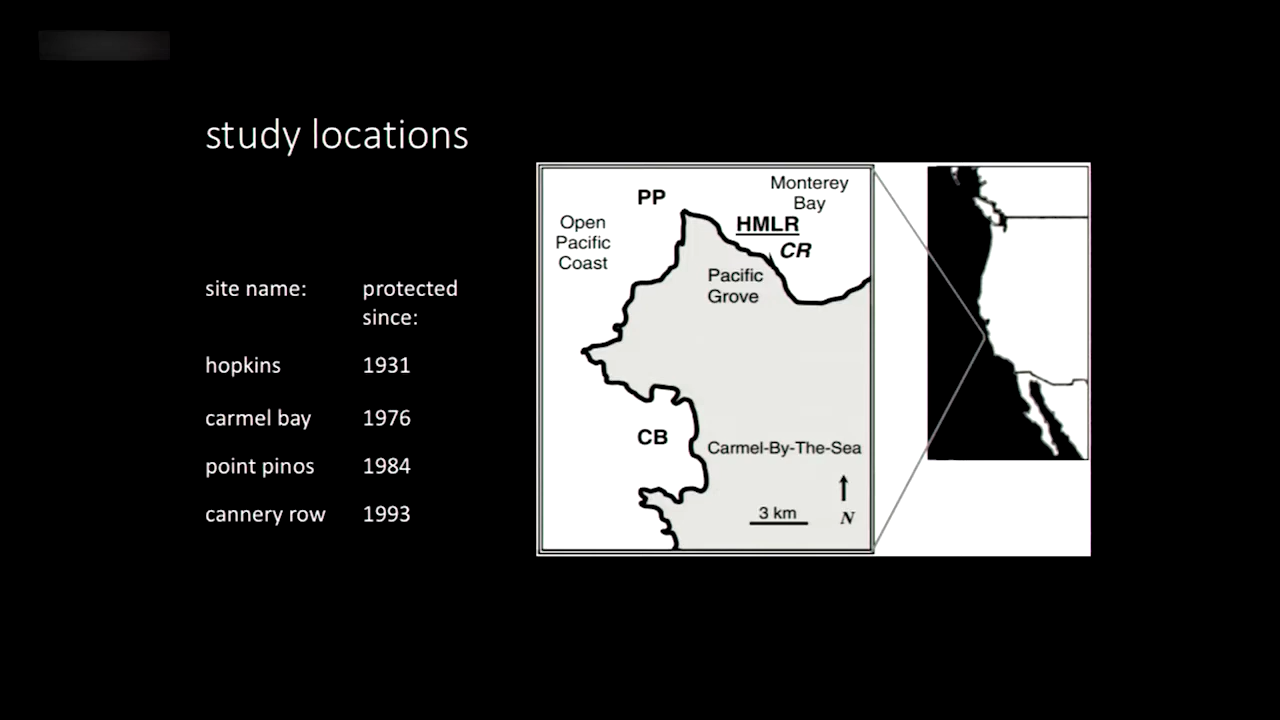 study locations
site name: protected
since:
hopkins 1931
carmel bay 1976
point pinos 1984
cannery row 1993
Monterey
Bay
PP
HMLR
Open
Pacific
Coast
CR
Pacific
Grove
CB
Carmel-By-The-Sea
3 km
N